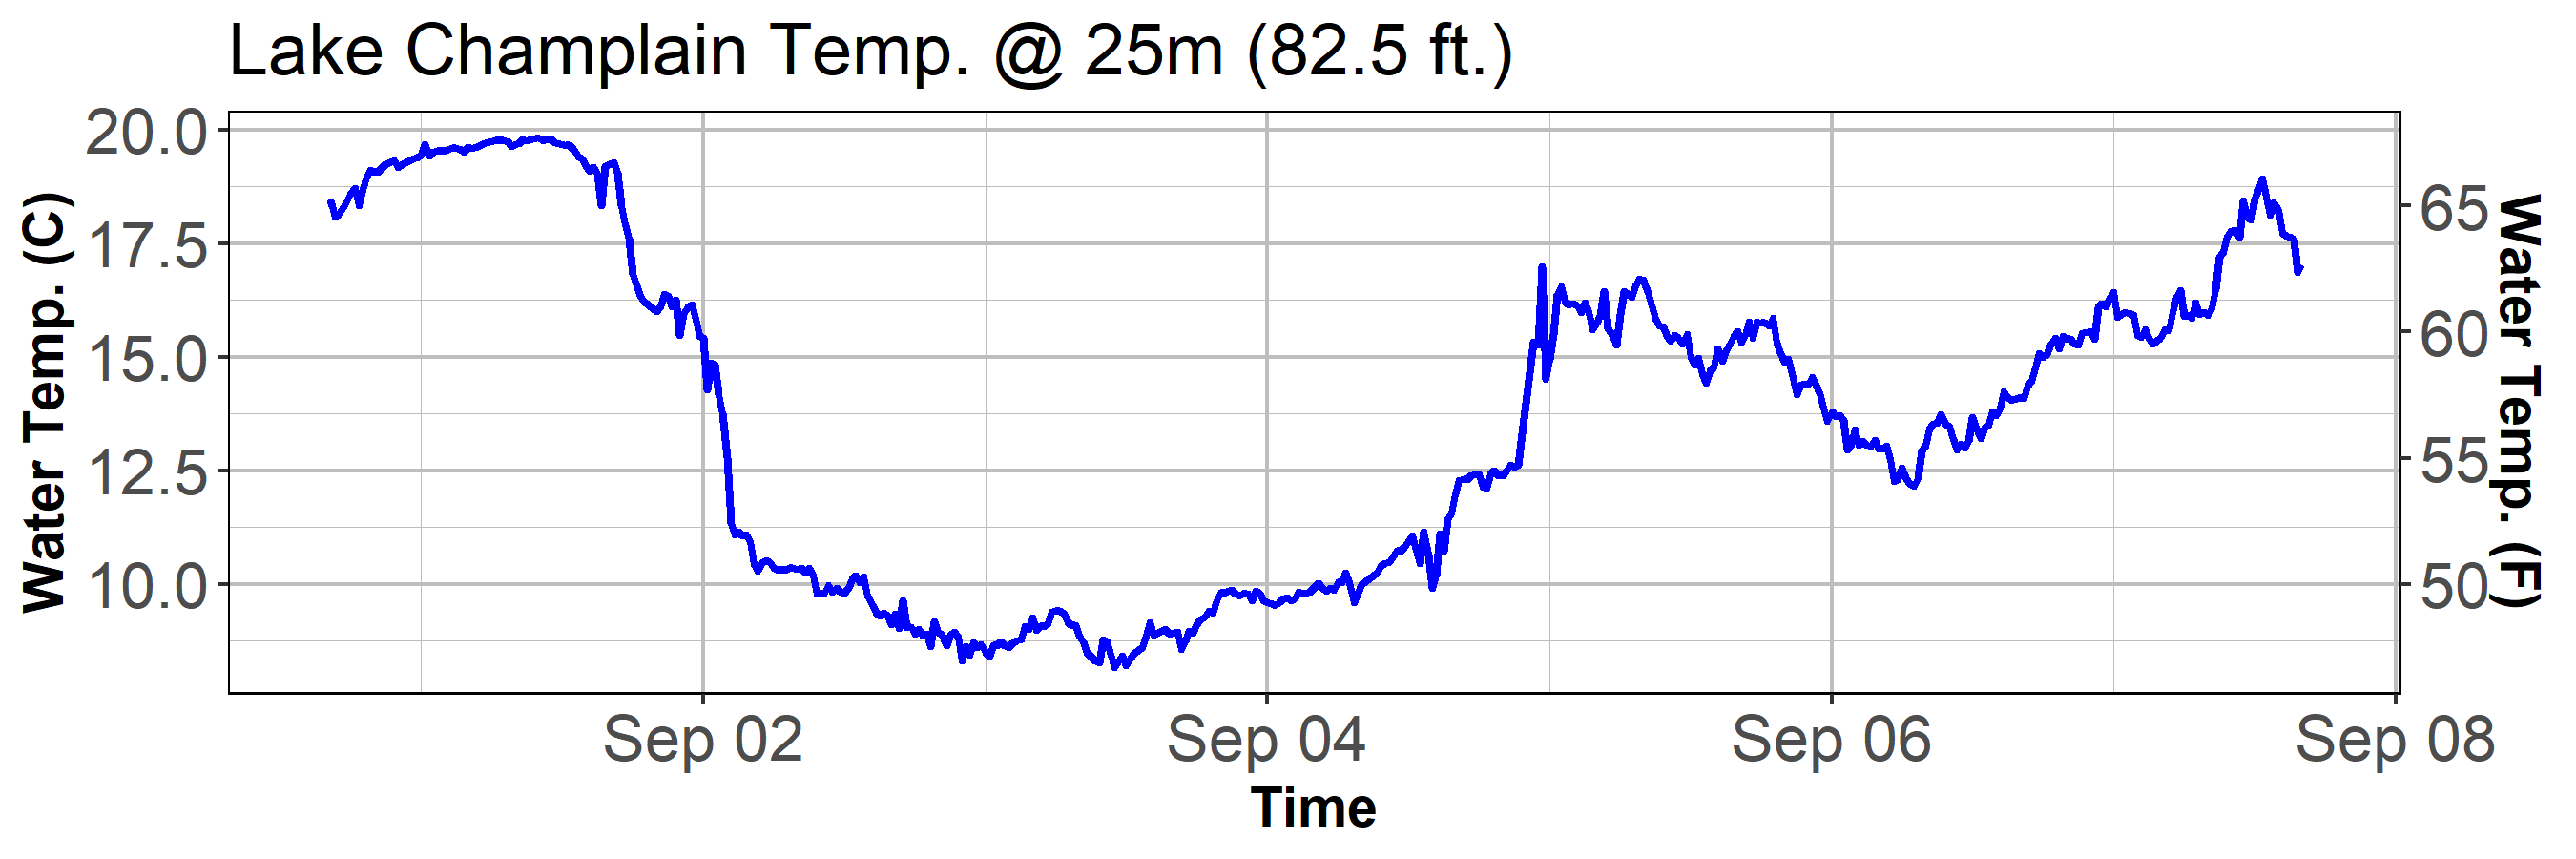 Lake Champlain Temp. @ 25m (82.5 ft.)
Water Temp. (C)
20.0
17.5
15.0
12.5
10.0
65
60
55
50
Water Temp. (F)
Sep 02 Sep 04 Sep 06 Sep 08
Time